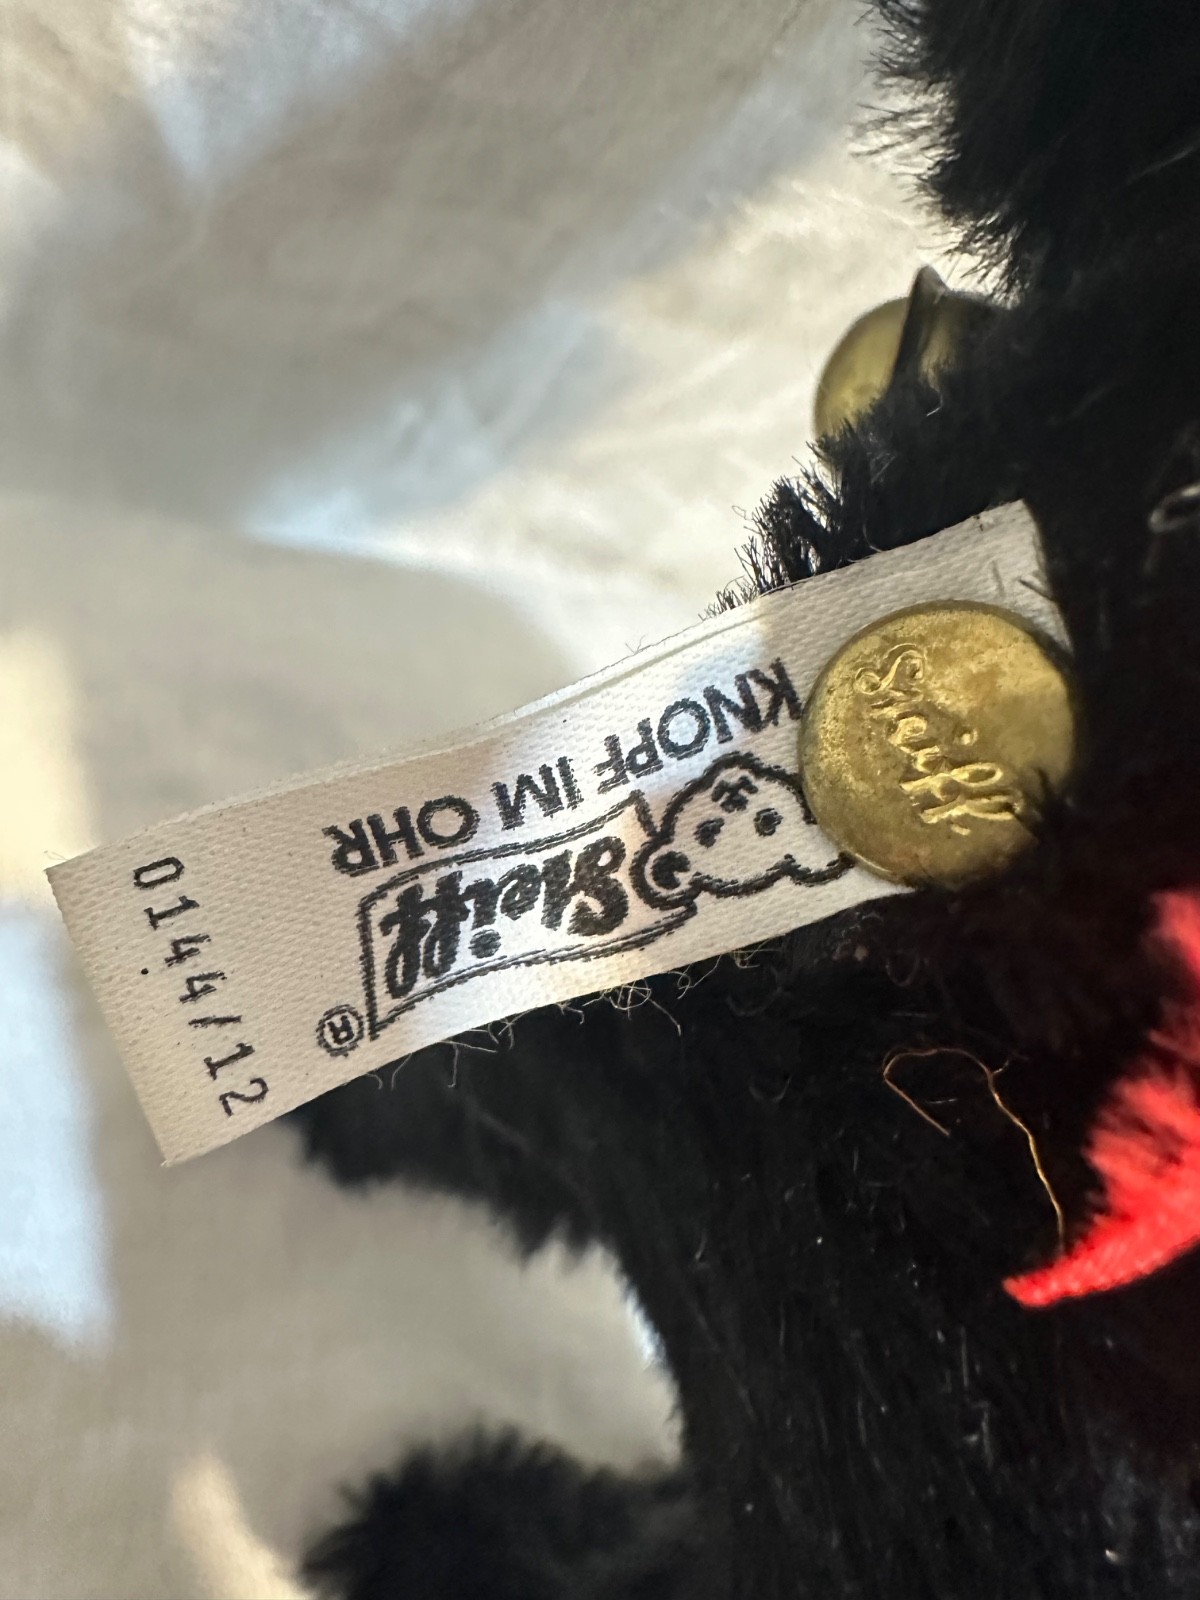 Steiff
KNOPF IM OHR
Steiff
®
0144/12